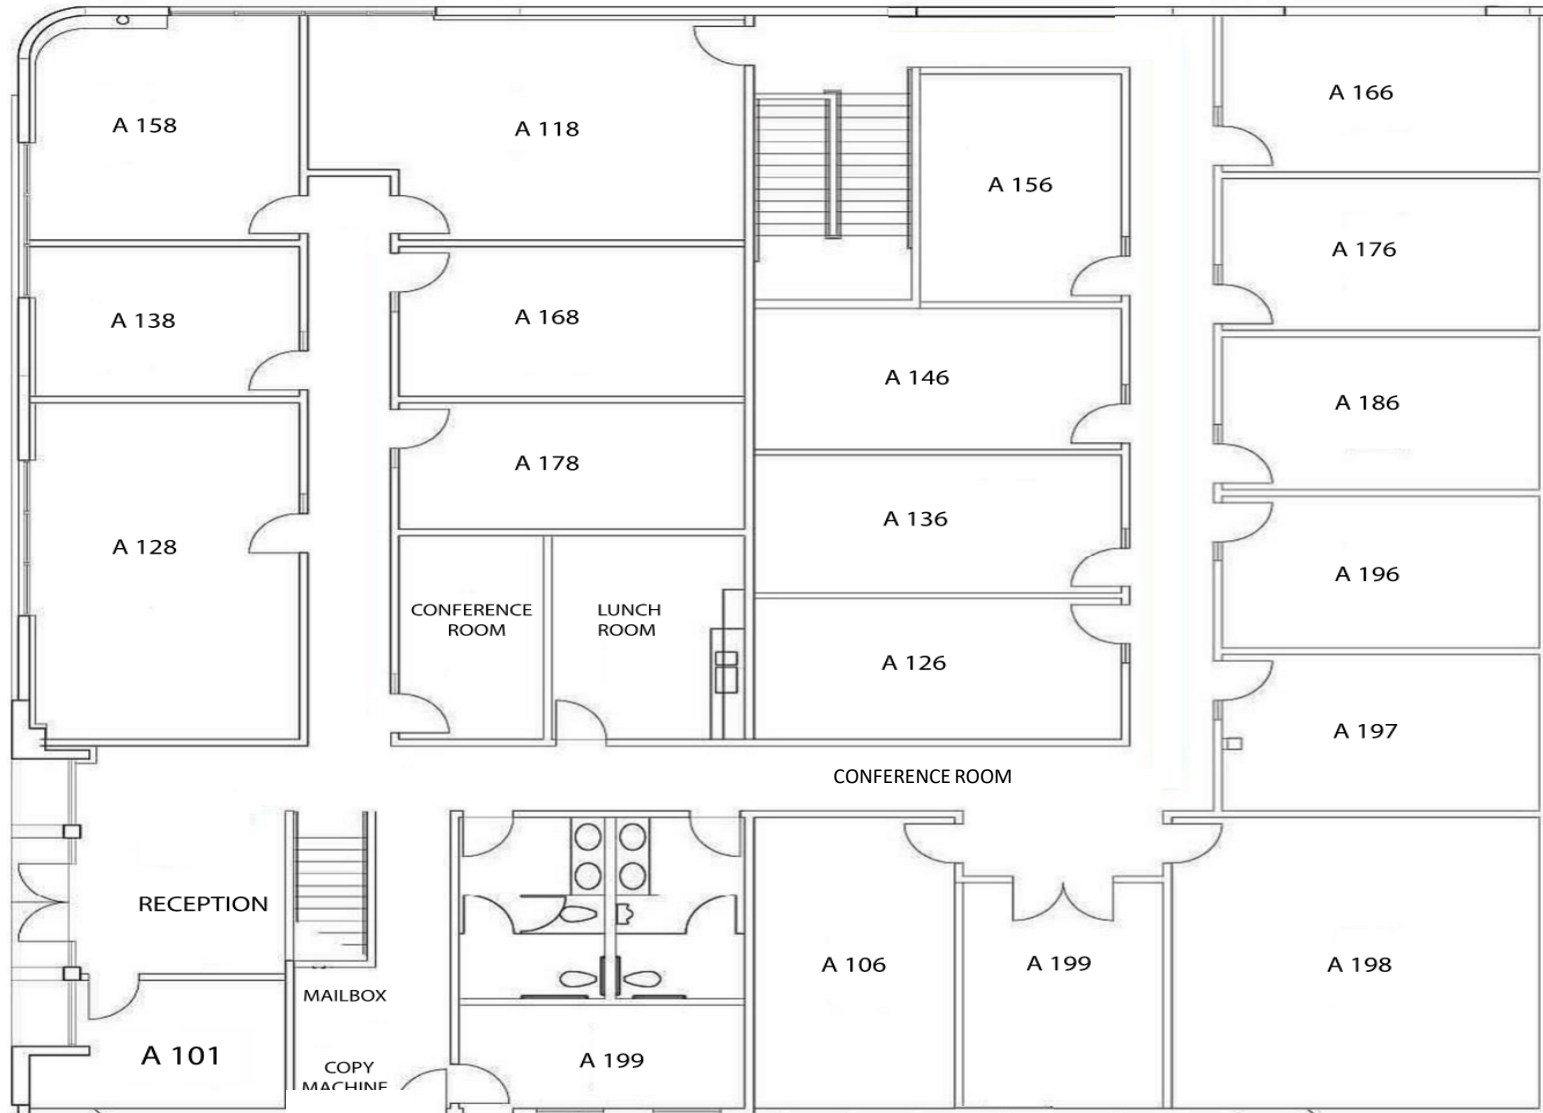 A 158
A 118
A 166
A 156
A 176
A 138
A 168
A 146
A 186
A 178
A 136
A 128
A 196
CONFERENCE
ROOM
LUNCH
ROOM
A 126
A 197
CONFERENCE ROOM
RECEPTION
A 106
A 199
A 198
MAILBOX
A 101
COPY
MACHINE
A 199